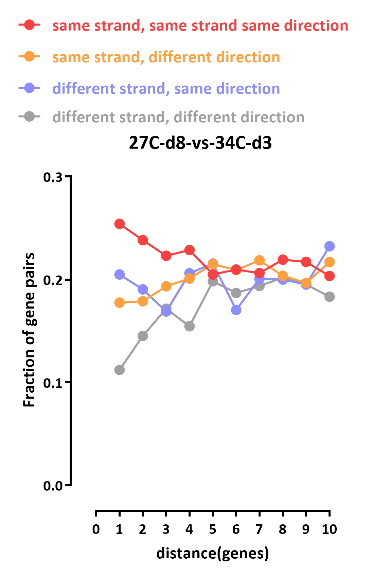 same strand, same strand same direction
same strand, different direction
different strand, same direction
different strand, different direction
27C-d8-vs-34C-d3
Fraction of gene pairs
0.3
0.2
0.1
0.0
0 1 2 3 4 5 6 7 8 9 10
distance(genes)